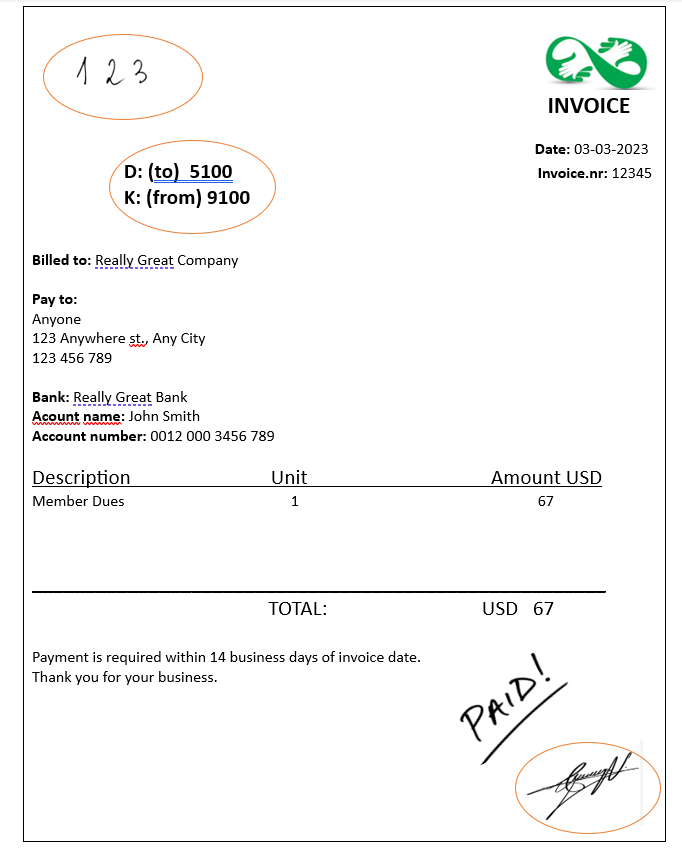 1 2 3
INVOICE
Date: 03-03-2023
Invoice.nr: 12345
D: (to) 5100
K: (from) 9100
Billed to: Really Great Company
Pay to:
Anyone
123 Anywhere st., Any City
123 456 789
Bank: Really Great Bank
Acount name: John Smith
Account number: 0012 000 3456 789
Description Unit Amount USD
Member Dues 1 67
TOTAL: USD 67
Payment is required within 14 business days of invoice date.
Thank you for your business.
PAID!